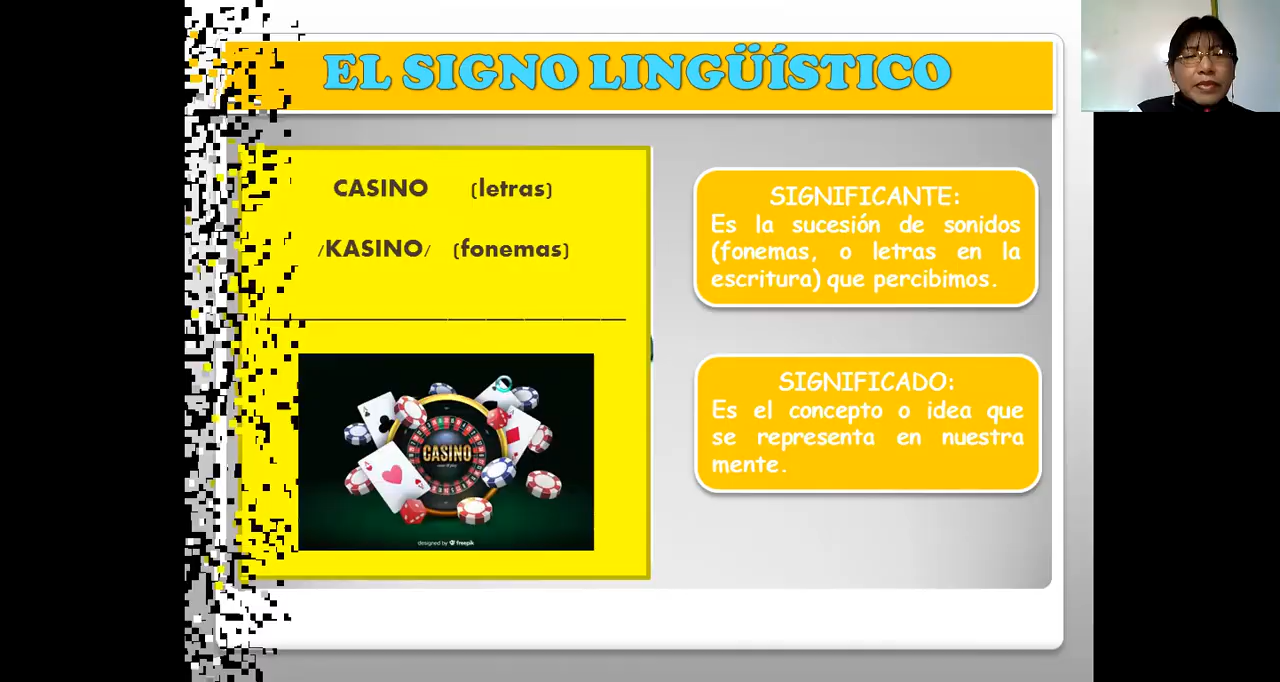 EL SIGNO LINGÜÍSTICO
CASINO (letras)
/KASINO/ (fonemas)
CASINO
designed by freepik
SIGNIFICANTE:
Es la sucesión de sonidos
(fonemas, o letras en la
escritura) que percibimos.
SIGNIFICADO:
Es el concepto o idea que
se representa en nuestra
mente.